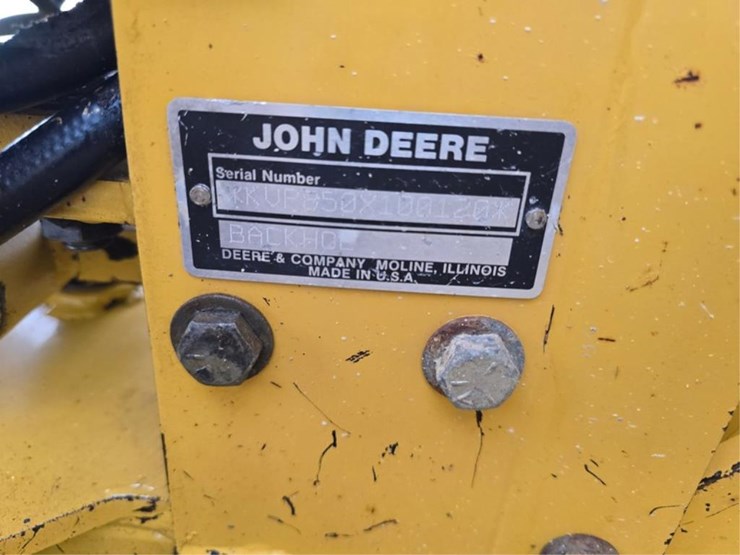 JOHN DEERE
Serial Number
BACKHOE
DEERE & COMPANY MOLINE, ILLINOIS
MADE IN U.S.A.